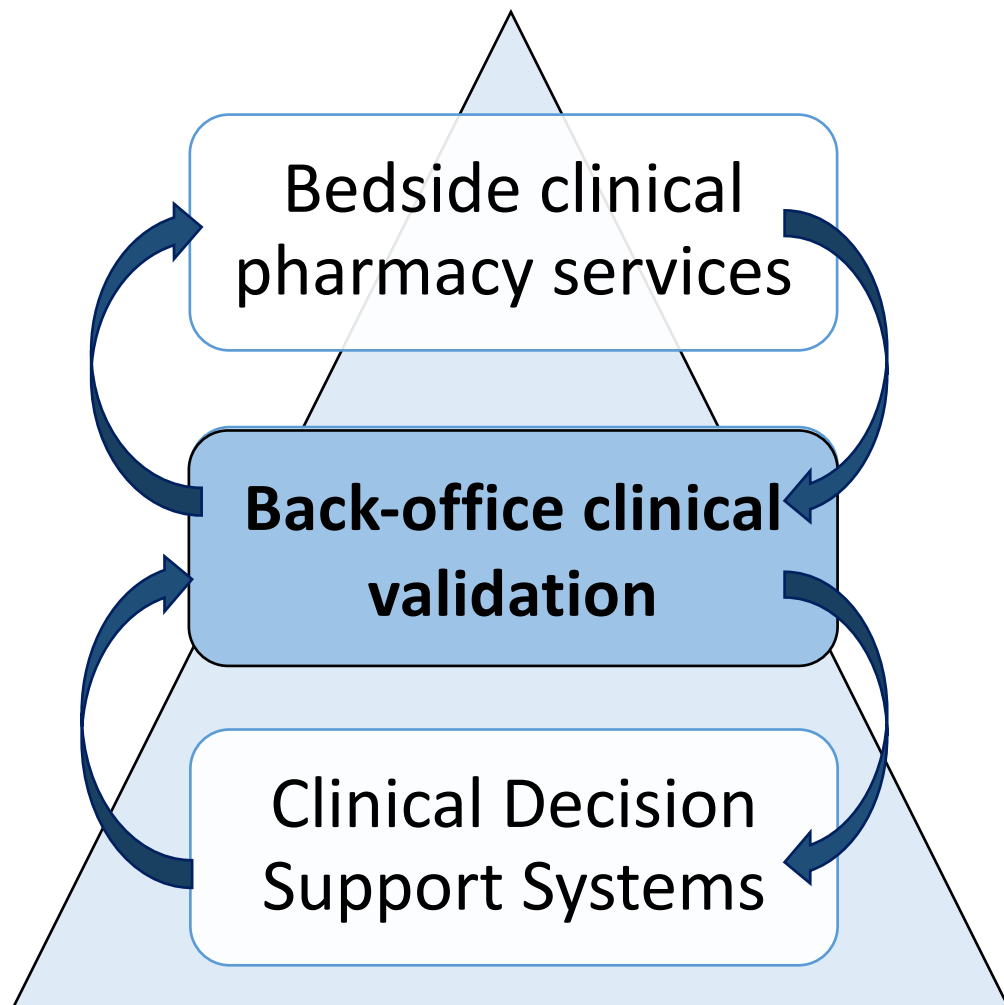 Bedside clinical
pharmacy services
Back-office clinical
validation
Clinical Decision
Support Systems